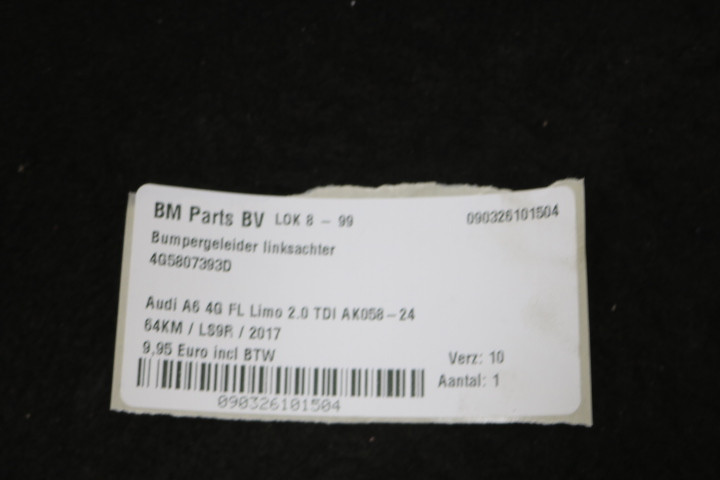 BM Parts BV LOK 8 - 99 090326101504
Bumpergeleider linksachter
4G5807393D
Audi A6 4G FL Limo 2.0 TDI AK058-24
64KM / LS9R / 2017
9,95 Euro incl BTW Verz: 10
Aantal: 1
090326101504